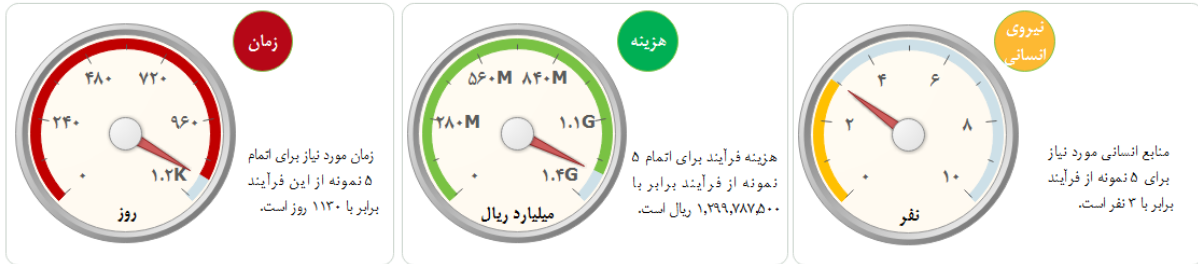 نیروی
انسانی
۰
۲
۴
۶
۸
۱۰
نفر
منابع انسانی مورد نیاز
برای ۵ نمونه از فرآیند
برابر با ۳ نفر است.
هزینه
۰
۲۸۰M
۵۶۰M
۸۴۰M
۱.۱G
۱.۴G
میلیارد ریال
هزینه فرآیند برای اتمام ۵
نمونه از فرآیند برابر با
۱,۲۹۹,۷۸۷,۵۰۰ ریال است.
زمان
۰
۲۴۰
۴۸۰
۷۲۰
۹۶۰
۱.۲K
روز
زمان مورد نیاز برای اتمام
۵ نمونه از این فرآیند
برابر با ۱۱۳۰ روز است.